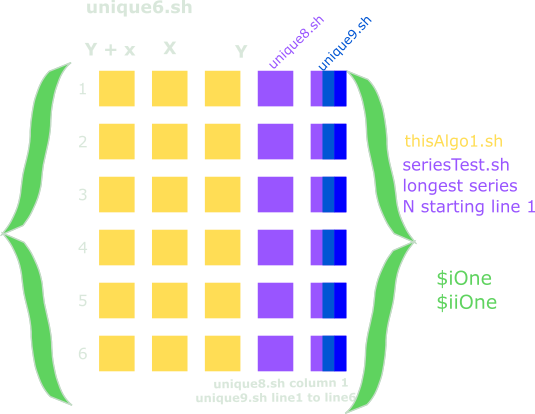 unique6.sh
Y + x X Y unique8.sh unique9.sh
1
2
thisAlgo1.sh
seriesTest.sh
longest series
3
N starting line 1
4
$iOne
5
$iiOne
6
unique8.sh column 1
unique9.sh line1 to line6